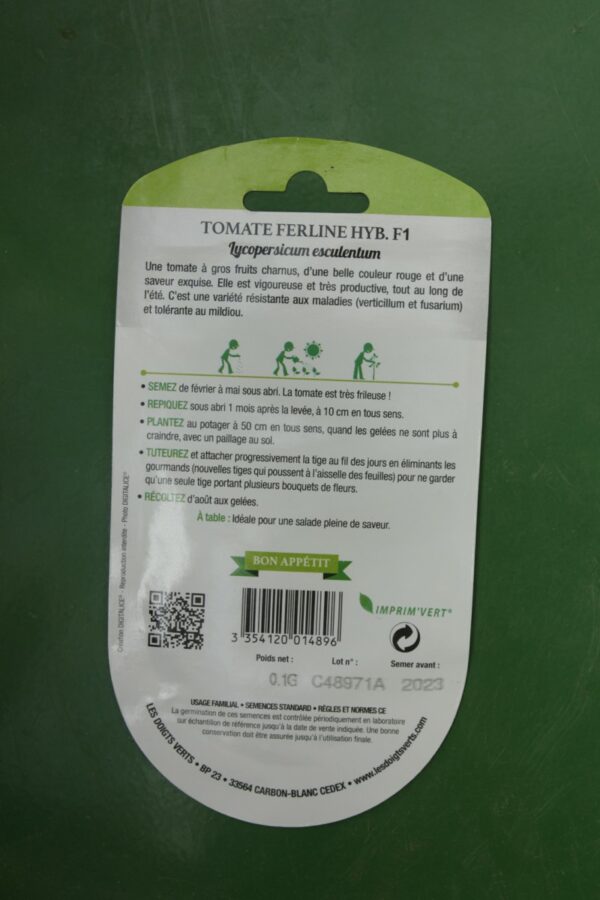 TOMATE FERLINE HYB. F1
Lycopersicum esculentum
Une tomate à gros fruits charnus, d'une belle couleur rouge et d'une
saveur exquise. Elle est vigoureuse et très productive, tout au long de
l'été. C'est une variété résistante aux maladies (verticillum et fusarium)
et tolérante au mildiou.
• SEMEZ de février à mai sous abri. La tomate est très frileuse !
• REPIQUEZ sous abri 1 mois après la levée, à 10 cm en tous sens.
• PLANTEZ au potager à 50 cm en tous sens, quand les gelées ne sont plus à
craindre, avec un paillage au sol.
• TUTEUREZ et attacher progressivement la tige au fil des jours en éliminant les
gourmands (nouvelles tiges qui poussent à l'aisselle des feuilles) pour ne garder
qu'une seule tige portant plusieurs bouquets de fleurs.
• RÉCOLTEZ d'août aux gelées.
À table : Idéale pour une salade pleine de saveur.
BON APPÉTIT
Création DIGITALICE® - Reproduction interdite - Photo DIGITALICE®
IMPRIM'VERT®
3 354120 014896
Poids net : Lot n° : Semer avant :
0.1G C48971A 2023
USAGE FAMILIAL • SEMENCES STANDARD • RÈGLES ET NORMES CE
La germination de ces semences est contrôlée périodiquement en laboratoire
sur échantillon de référence jusqu'à la date de vente indiquée. Une bonne
conservation doit être assurée jusqu'à l'utilisation finale.
LES DOIGTS VERTS • BP 23 • 33564 CARBON-BLANC CEDEX • www.lesdoigtsverts.com